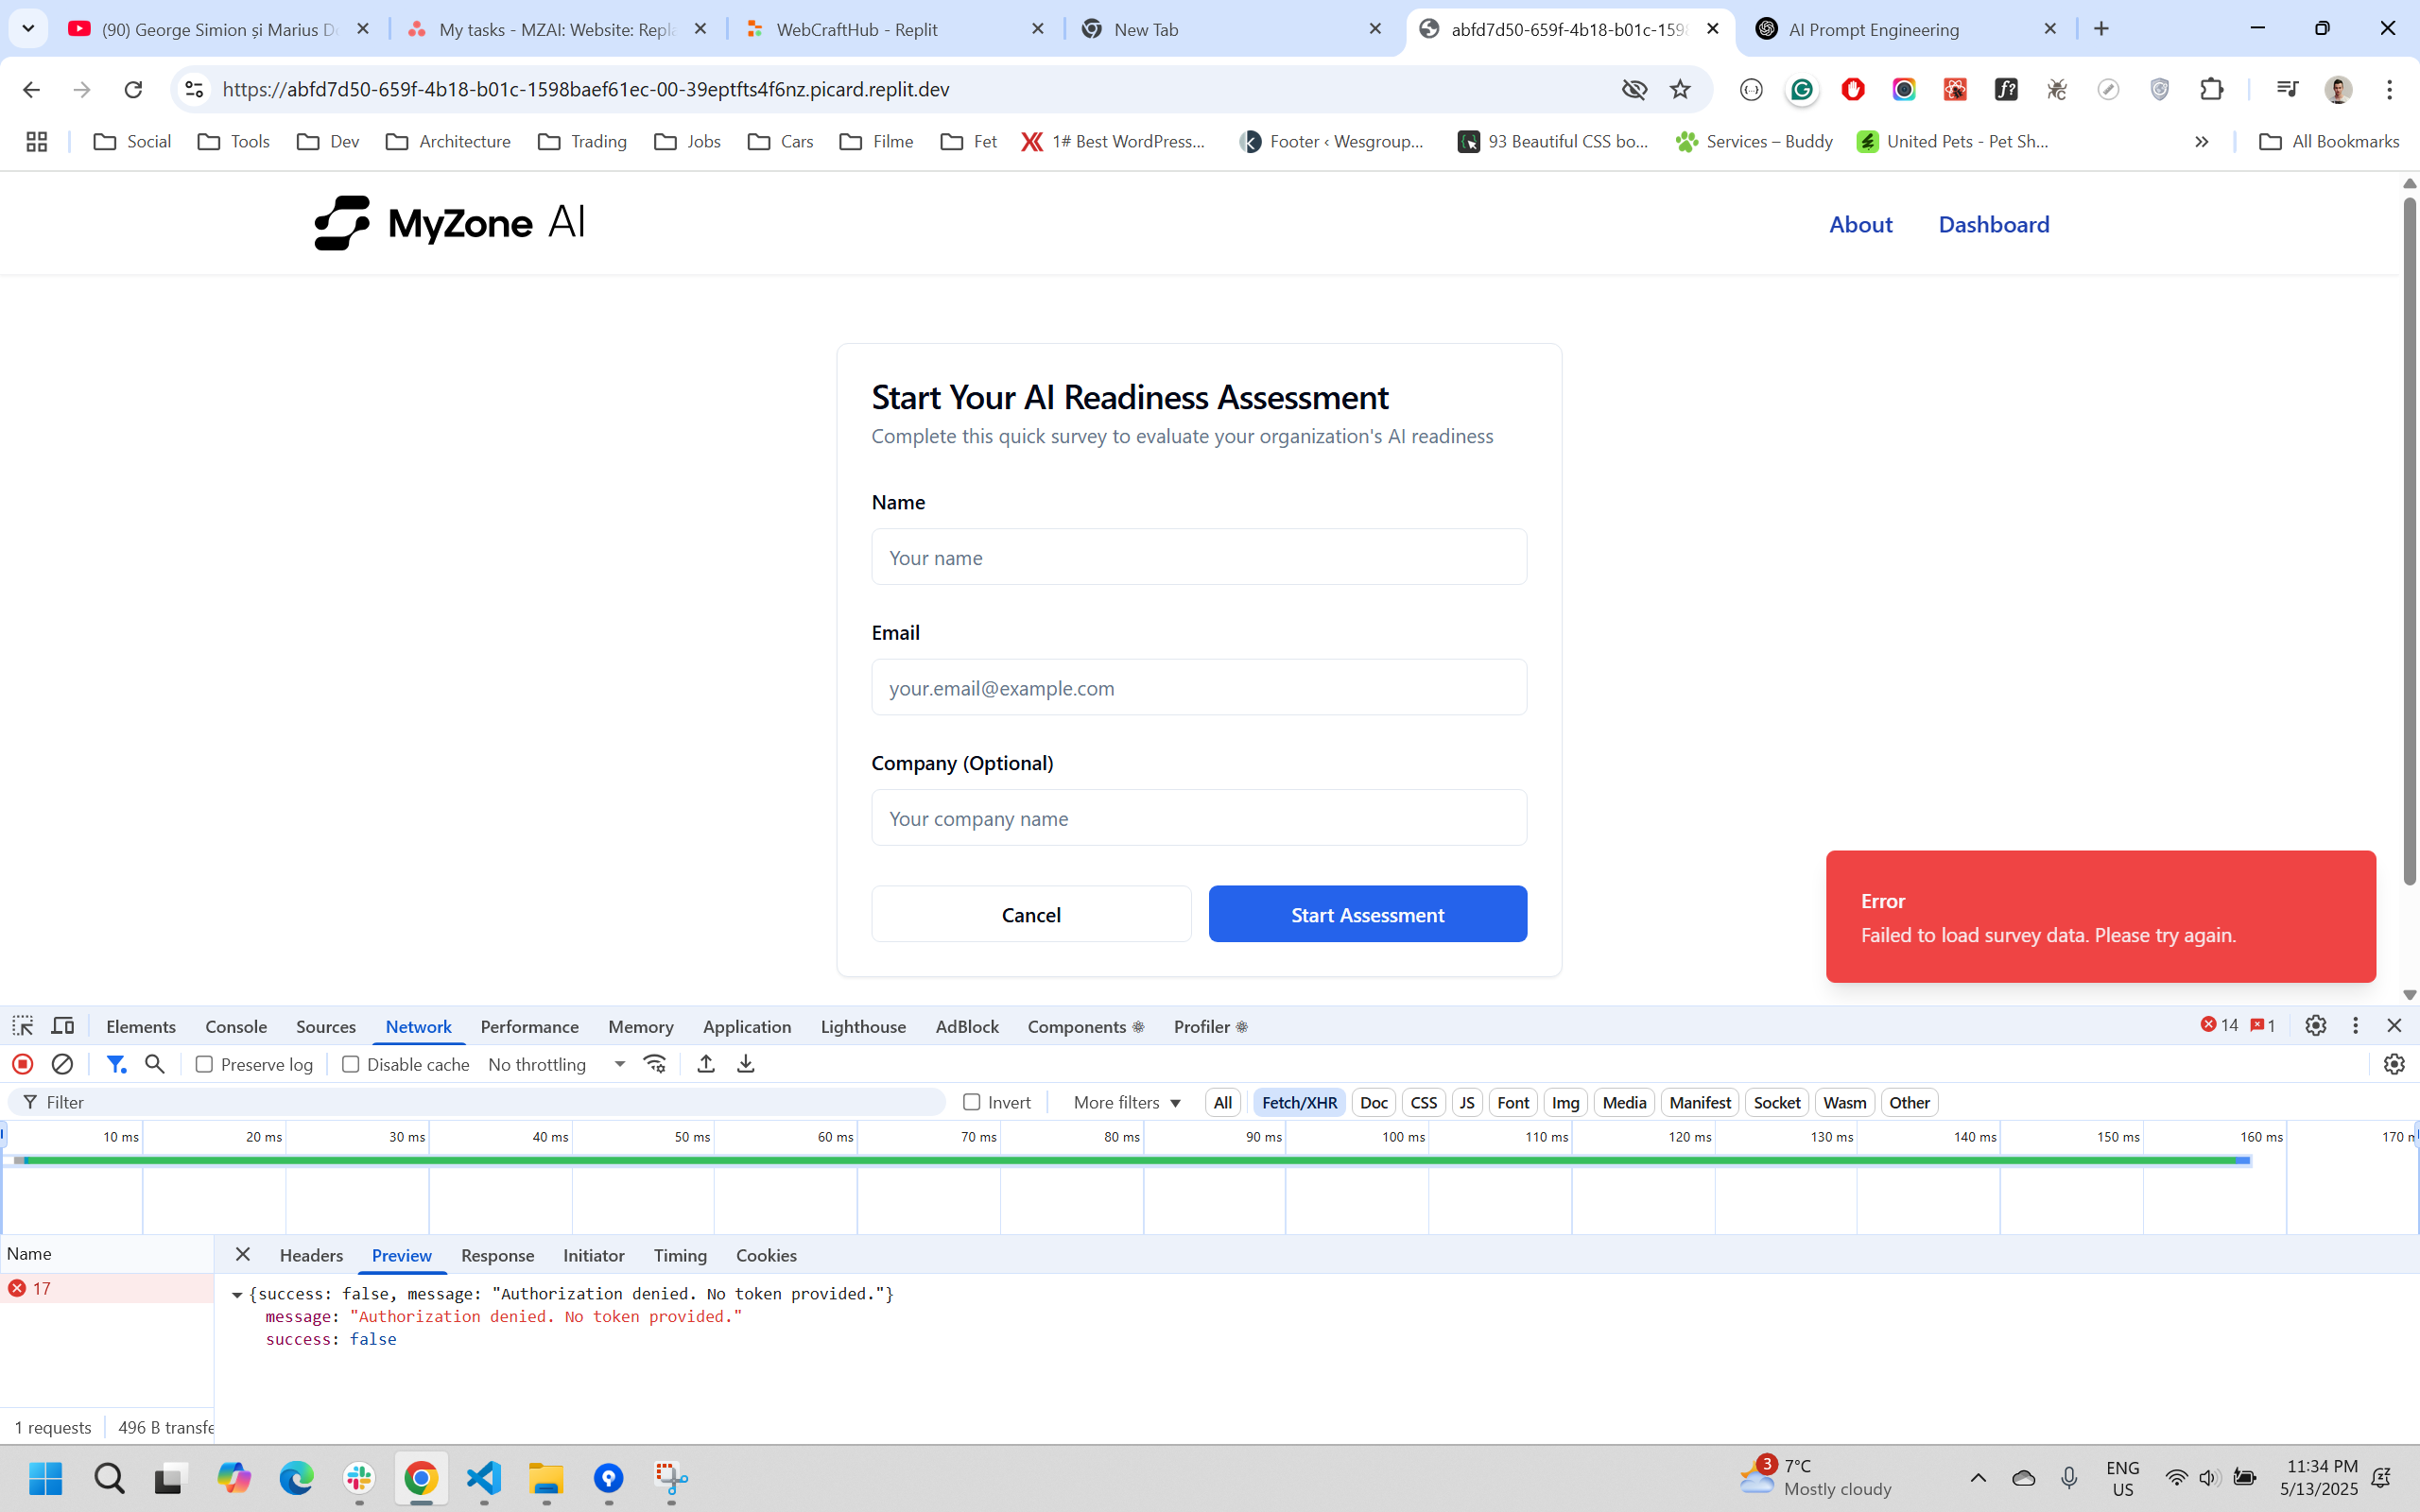 (90) George Simion și Marius Do
My tasks - MZAI: Website: Repla
WebCraftHub - Replit
New Tab
abfd7d50-659f-4b18-b01c-1598
AI Prompt Engineering
https://abfd7d50-659f-4b18-b01c-1598baef61ec-00-39eptfts4f6nz.picard.replit.dev
Social
Tools
Dev
Architecture
Trading
Jobs
Cars
Filme
Fet
1# Best WordPress...
Footer ‹ Wesgroup...
93 Beautiful CSS bo...
Services – Buddy
United Pets - Pet Sh...
All Bookmarks
MyZone AI
About
Dashboard
Start Your AI Readiness Assessment
Complete this quick survey to evaluate your organization's AI readiness
Name
Your name
Email
your.email@example.com
Company (Optional)
Your company name
Cancel
Start Assessment
Error
Failed to load survey data. Please try again.
Elements
Console
Sources
Network
Performance
Memory
Application
Lighthouse
AdBlock
Components
Profiler
14
1
Preserve log
Disable cache
No throttling
Filter
Invert
More filters
All
Fetch/XHR
Doc
CSS
JS
Font
Img
Media
Manifest
Socket
Wasm
Other
10 ms
20 ms
30 ms
40 ms
50 ms
60 ms
70 ms
80 ms
90 ms
100 ms
110 ms
120 ms
130 ms
140 ms
150 ms
160 ms
170 m
Name
Headers
Preview
Response
Initiator
Timing
Cookies
17
{success: false, message: "Authorization denied. No token provided."}
message: "Authorization denied. No token provided."
success: false
1 requests
496 B transfe
3
7°C
Mostly cloudy
ENG
US
11:34 PM
5/13/2025